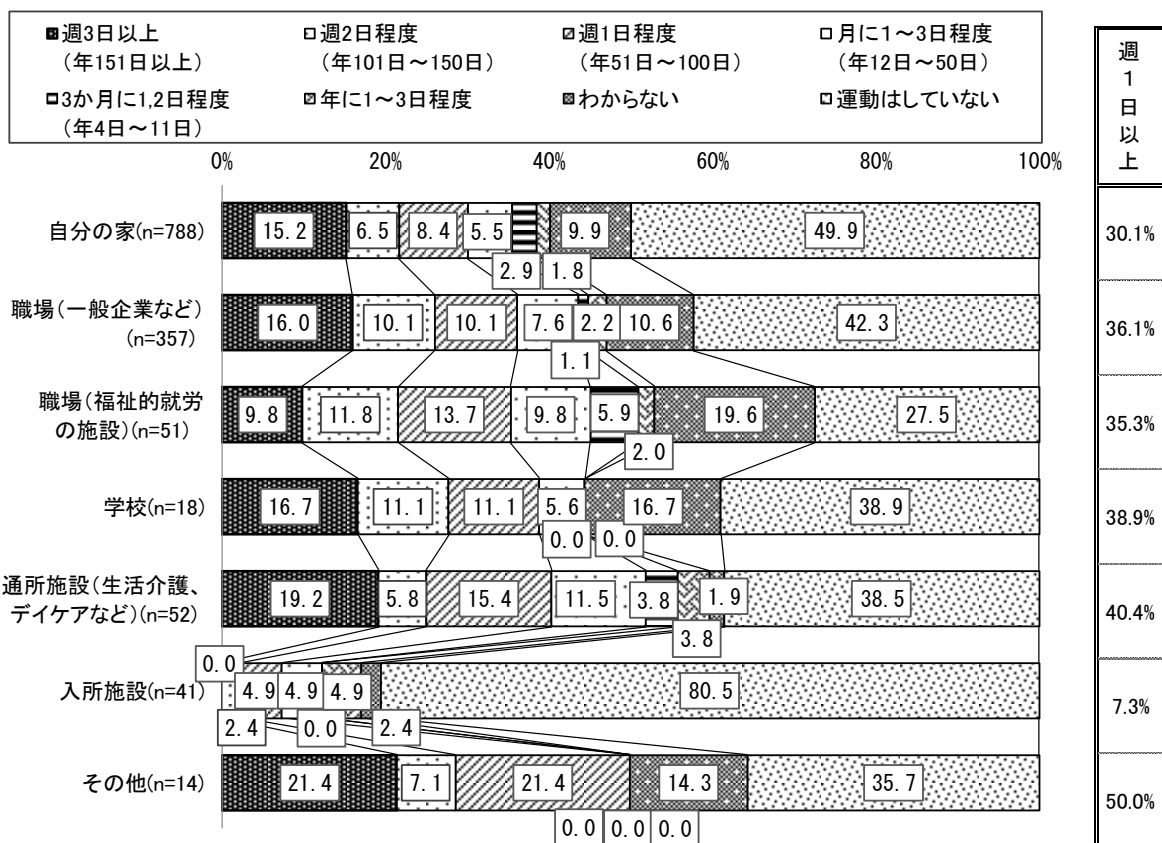 週3日以上
（年151日以上）
週2日程度
（年101日～150日）
週1日程度
（年51日～100日）
月に1～3日程度
（年12日～50日）
3か月に1,2日程度
（年4日～11日）
年に1～3日程度
わからない
運動はしていない
週1日以上
0% 20% 40% 60% 80% 100%
自分の家(n=788)
15.2 6.5 8.4 5.5 9.9 49.9
2.9 1.8
30.1%
職場（一般企業など）
(n=357)
16.0 10.1 10.1 7.6 2.2 10.6 42.3
1.1
36.1%
職場（福祉的就労
の施設）(n=51)
9.8 11.8 13.7 9.8 5.9 19.6 27.5
2.0
35.3%
学校(n=18)
16.7 11.1 11.1 5.6 16.7 38.9
0.0 0.0
38.9%
通所施設（生活介護、
デイケアなど）(n=52)
19.2 5.8 15.4 11.5 3.8 1.9 38.5
3.8
40.4%
0.0
入所施設(n=41)
4.9 4.9 4.9 80.5
2.4 0.0 2.4
7.3%
その他(n=14)
21.4 7.1 21.4 14.3 35.7
0.0 0.0 0.0
50.0%